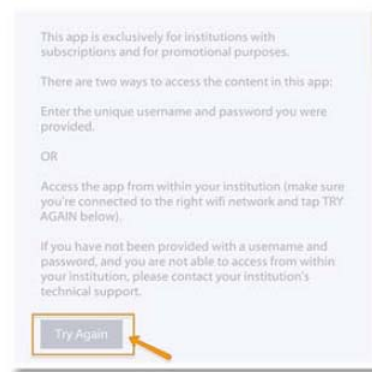 This app is exclusively for institutions with
subscriptions and for promotional purposes.
There are two ways to access the content in this app:
Enter the unique username and password you were
provided.
OR
Access the app from within your institution (make sure
you're connected to the right wifi network and tap TRY
AGAIN below).
If you have not been provided with a username and
password, and you are not able to access from within
your institution, please contact your institution's
technical support.
Try Again